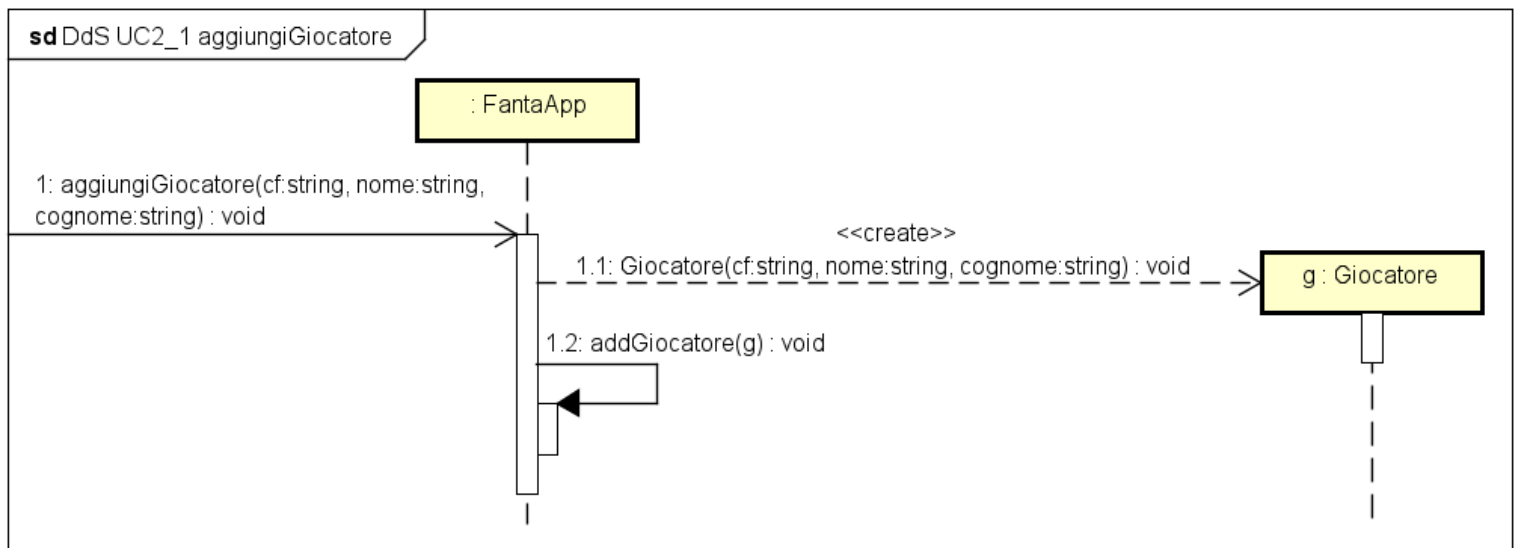 sd DdS UC2_1 aggiungiGiocatore
: FantaApp
1: aggiungiGiocatore(cf:string, nome:string,
cognome:string) : void
<<create>>
1.1: Giocatore(cf:string, nome:string, cognome:string) : void
g : Giocatore
1.2: addGiocatore(g) : void